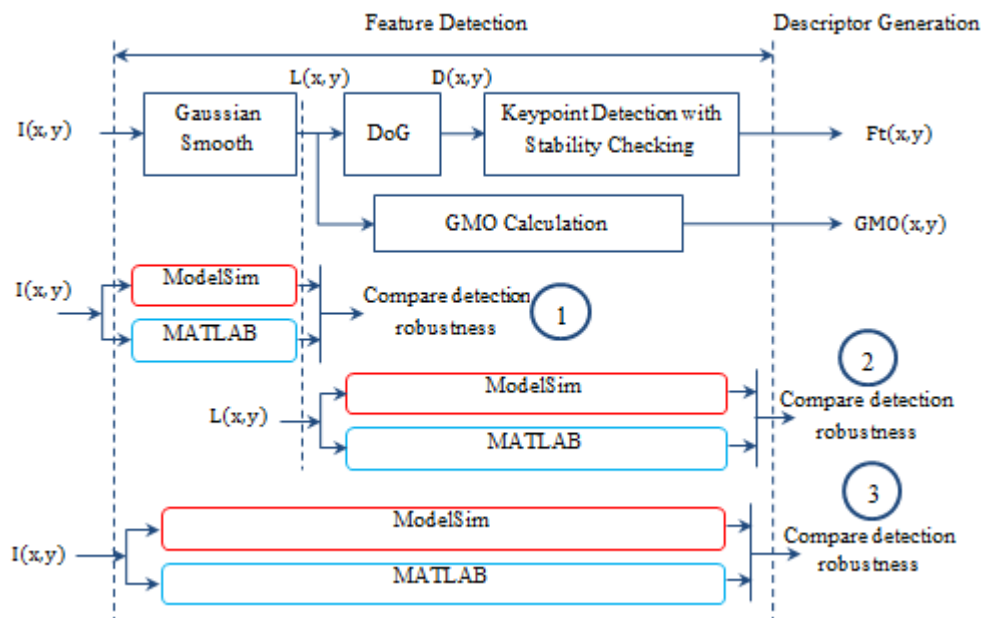 Feature Detection
Descriptor Generation
L(x,y)
D(x,y)
I(x,y)
Gaussian
Smooth
DoG
Keypoint Detection with
Stability Checking
Ft(x,y)
GMO Calculation
GMO(x,y)
I(x,y)
ModelSim
MATLAB
Compare detection
robustness
1
L(x,y)
ModelSim
MATLAB
2
Compare detection
robustness
I(x,y)
ModelSim
MATLAB
3
Compare detection
robustness